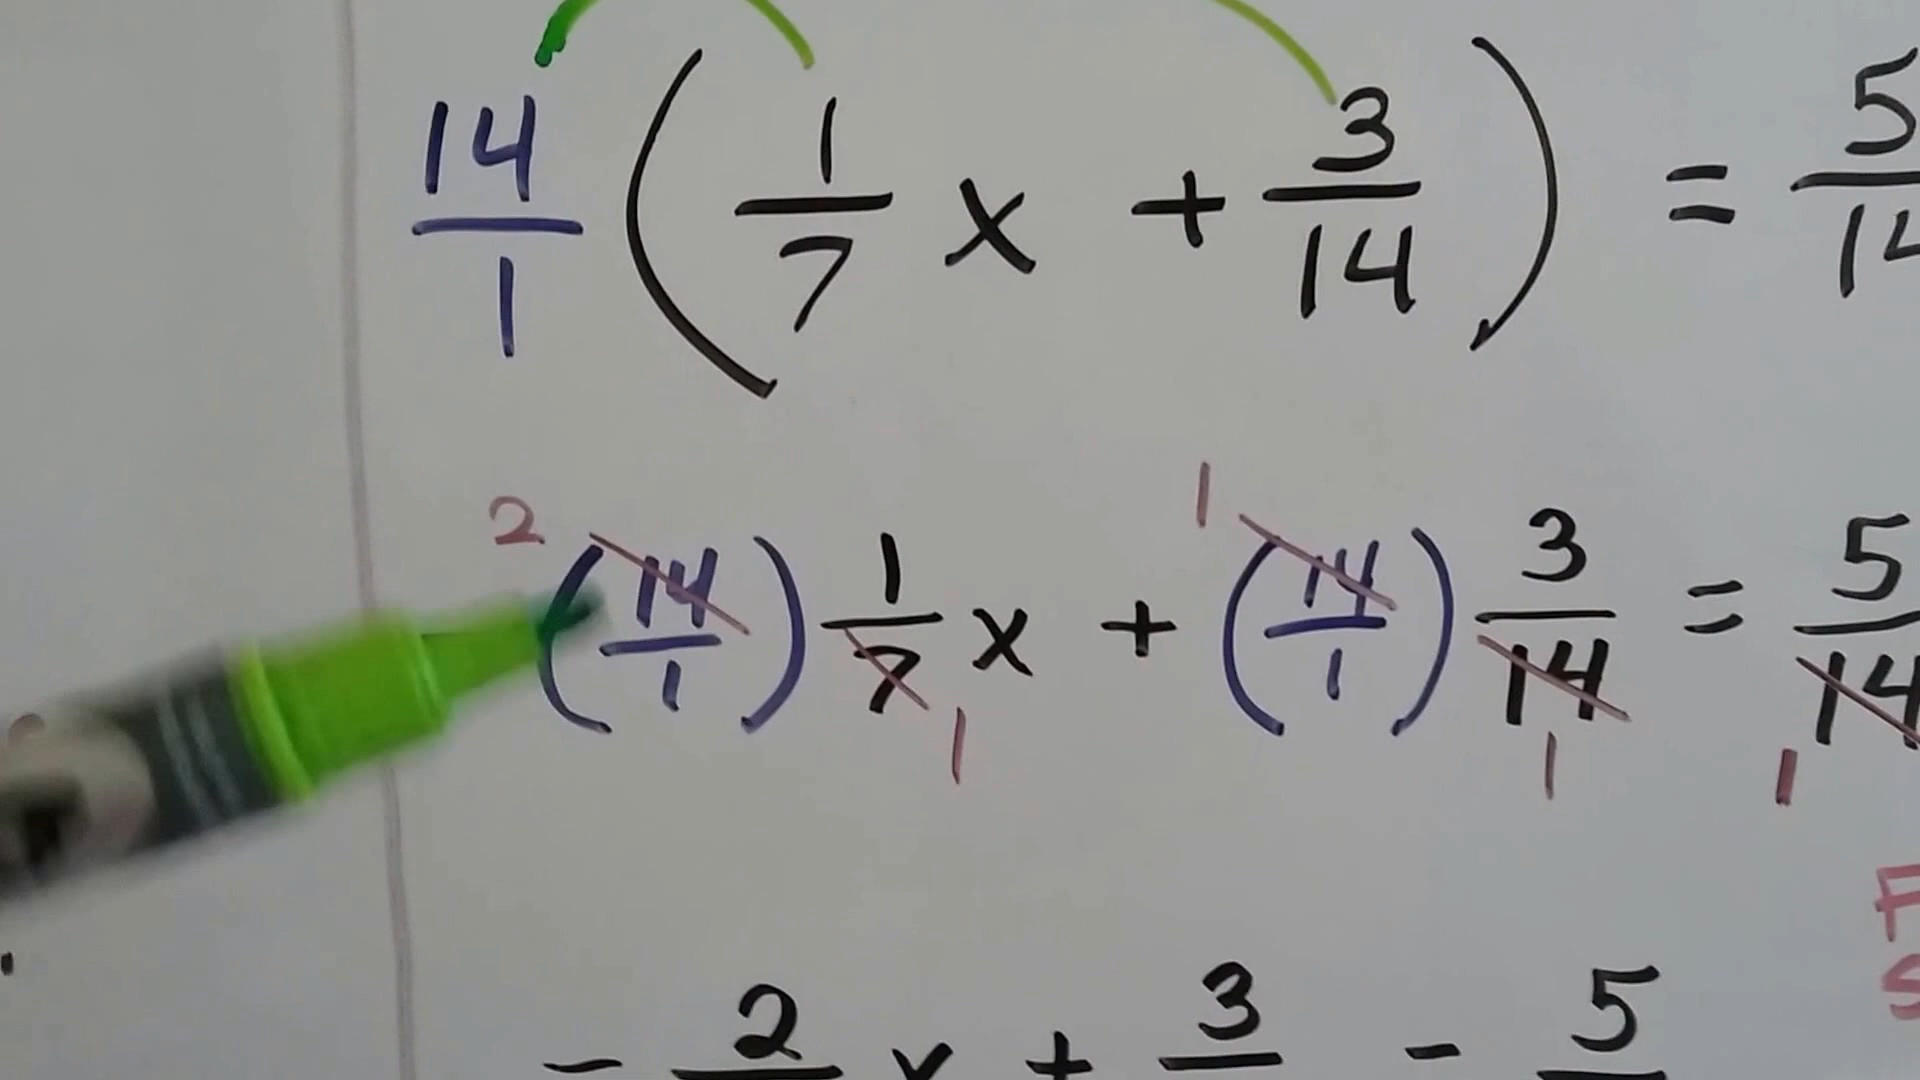 14/1 ( 1/7 x + 3/14 ) = 5/14
2 (14/1) 1/7 x + 1 (14/1) 3/14 = 5/14
1 1 1
- 2 x + 3 - 5